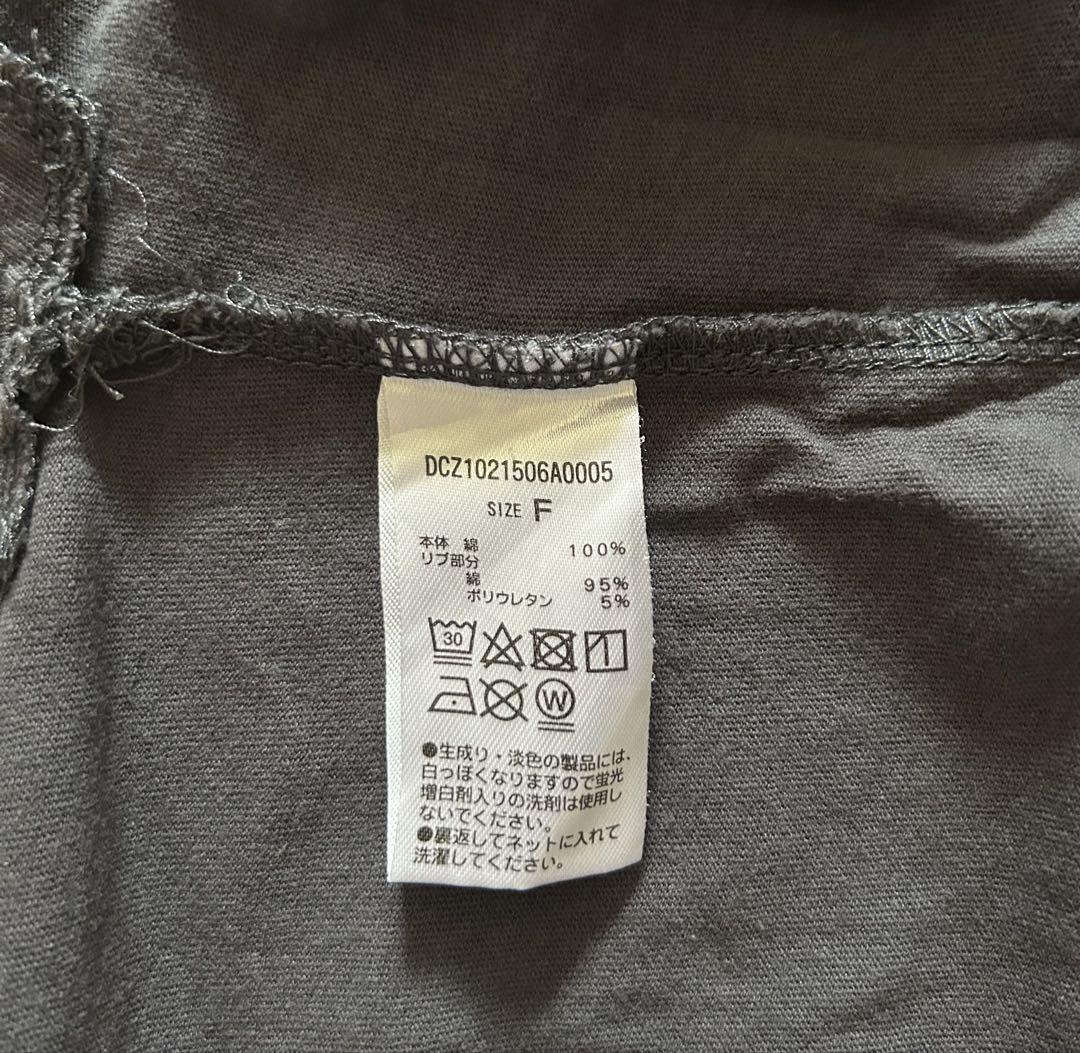 DCZ1021506A0005
SIZE F
本体 綿 100%
リブ部分
綿 95%
ポリウレタン 5%
30
W
●生成り・淡色の製品には、
白っぽくなりますので蛍光
増白剤入りの洗剤は使用し
ないでください。
●裏返してネットに入れて
洗濯してください。